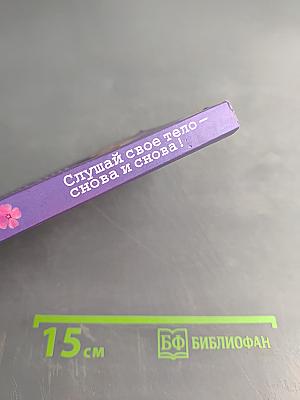 Слушай свое тело —
снова и снова!
15 см
БФ БИБЛИОФАН